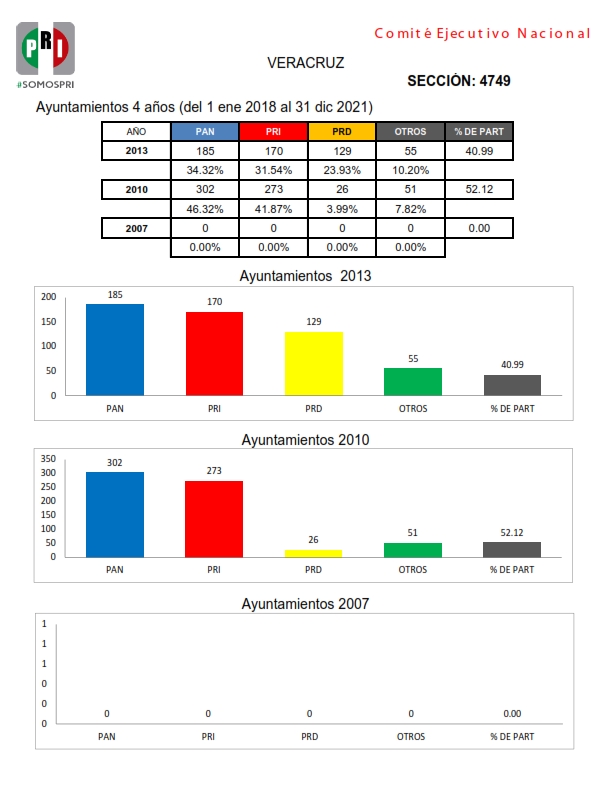 Comité Ejecutivo Nacional
PRI
#SOMOSPRI
VERACRUZ
SECCIÓN: 4749
Ayuntamientos 4 años (del 1 ene 2018 al 31 dic 2021)
AÑO PAN PRI PRD OTROS % DE PART
2013 185 170 129 55 40.99
34.32% 31.54% 23.93% 10.20%
2010 302 273 26 51 52.12
46.32% 41.87% 3.99% 7.82%
2007 0 0 0 0 0.00
0.00% 0.00% 0.00% 0.00%
Ayuntamientos 2013
200
150
100
50
0
185 170 129 55 40.99
PAN PRI PRD OTROS % DE PART
Ayuntamientos 2010
350
300
250
200
150
100
50
0
302 273 26 51 52.12
PAN PRI PRD OTROS % DE PART
Ayuntamientos 2007
1
1
1
0
0
0
0 0 0 0 0.00
PAN PRI PRD OTROS % DE PART